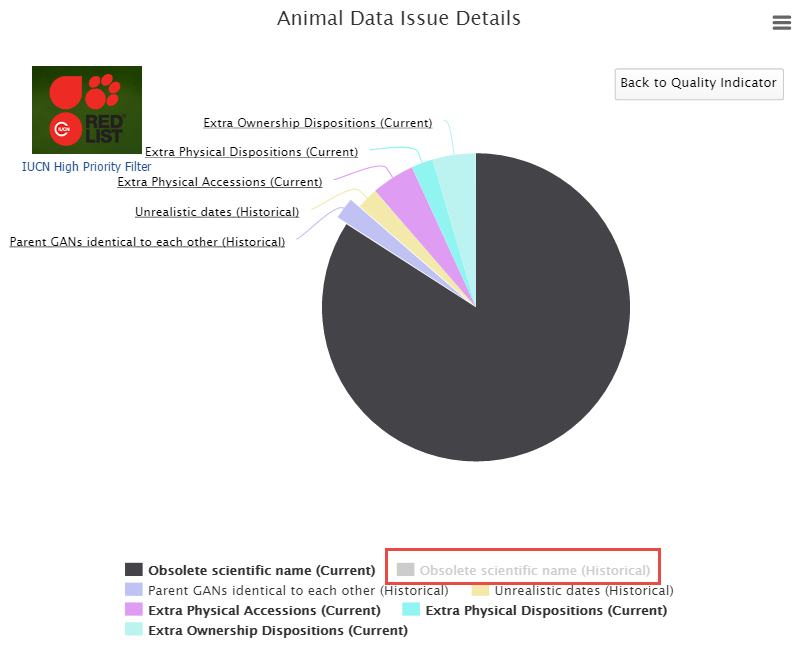 Animal Data Issue Details
Back to Quality Indicator
RED
LIST
IUCN
IUCN High Priority Filter
Extra Ownership Dispositions (Current)
Extra Physical Dispositions (Current)
Extra Physical Accessions (Current)
Unrealistic dates (Historical)
Parent GANs identical to each other (Historical)
Obsolete scientific name (Current) Obsolete scientific name (Historical)
Parent GANs identical to each other (Historical) Unrealistic dates (Historical)
Extra Physical Accessions (Current) Extra Physical Dispositions (Current)
Extra Ownership Dispositions (Current)